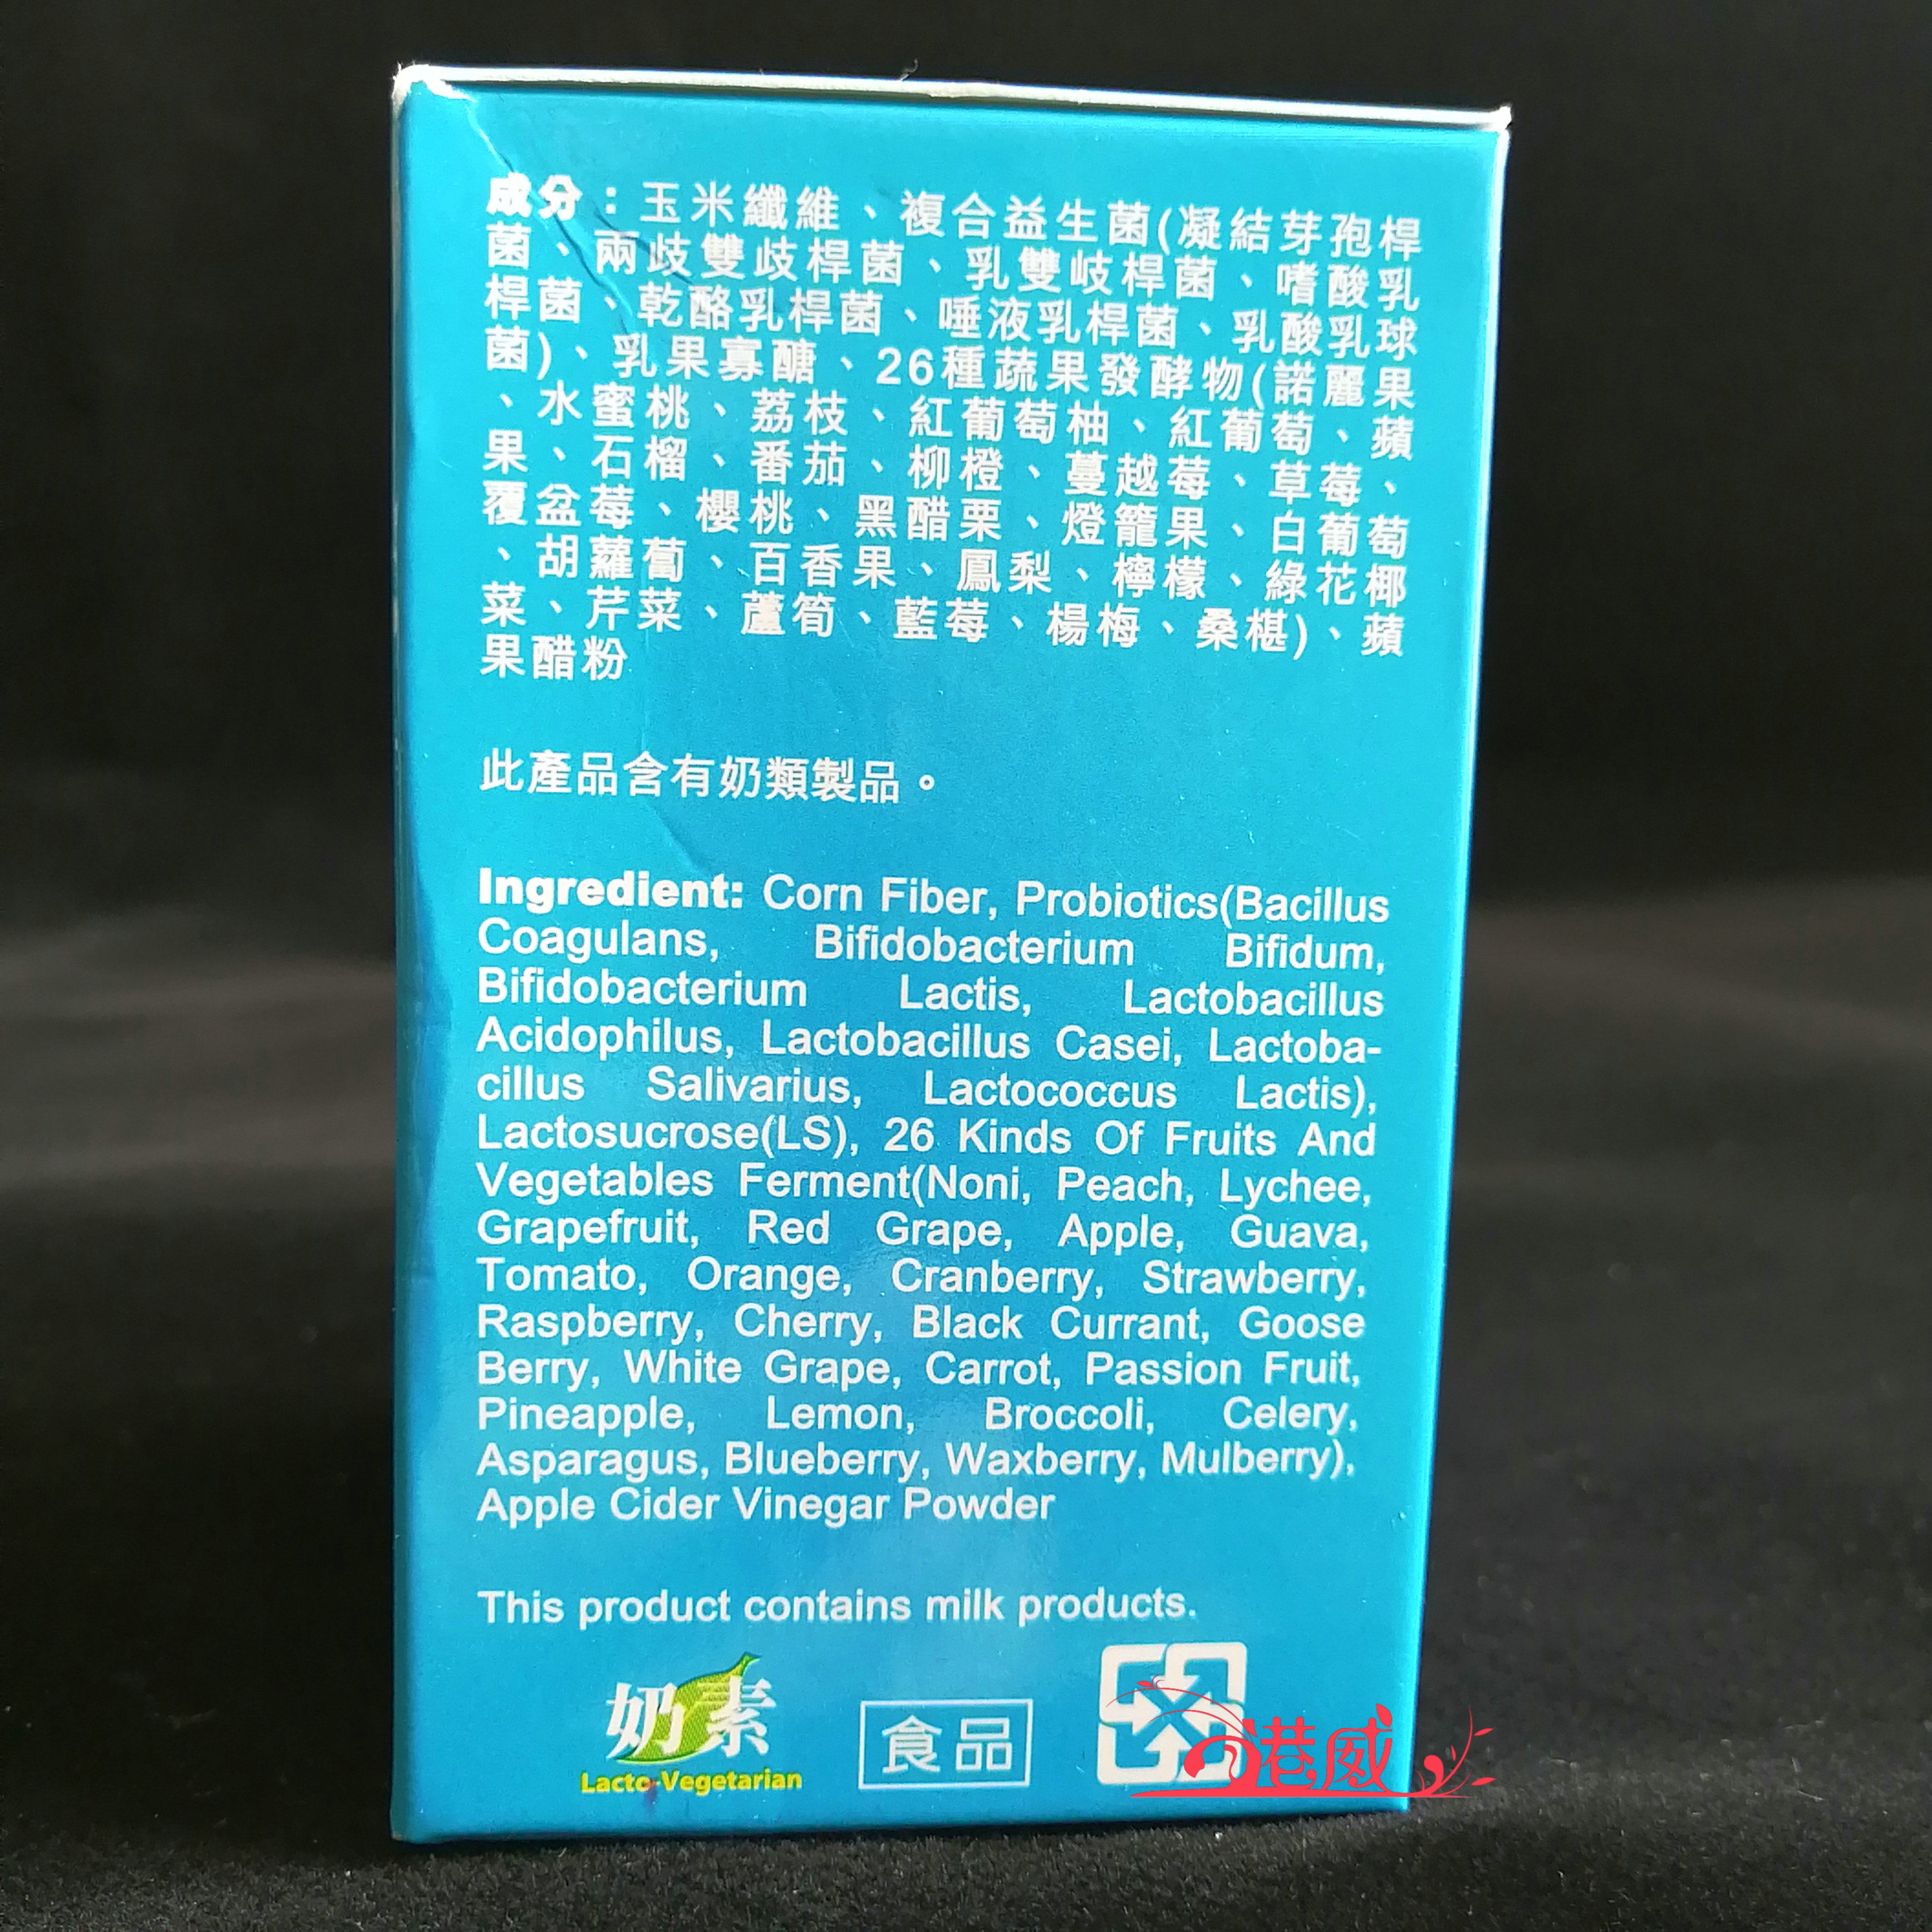 成分：玉米纖維、複合益生菌(凝結芽孢桿
菌、兩歧雙歧桿菌、乳雙岐桿菌、嗜酸乳
桿菌、乾酪乳桿菌、唾液乳桿菌、乳酸乳球
菌)、乳果寡醣、26種蔬果發酵物(諾麗果
、水蜜桃、荔枝、紅葡萄柚、紅葡萄、蘋
果、石榴、番茄、柳橙、蔓越莓、草莓、
覆盆莓、櫻桃、黑醋栗、燈籠果、白葡萄
、胡蘿蔔、百香果、鳳梨、檸檬、綠花椰
菜、芹菜、蘆筍、藍莓、楊梅、桑椹)、蘋
果醋粉
此產品含有奶類製品。
Ingredient: Corn Fiber, Probiotics(Bacillus
Coagulans, Bifidobacterium Bifidum,
Bifidobacterium Lactis, Lactobacillus
Acidophilus, Lactobacillus Casei, Lactoba-
cillus Salivarius, Lactococcus Lactis),
Lactosucrose(LS), 26 Kinds Of Fruits And
Vegetables Ferment(Noni, Peach, Lychee,
Grapefruit, Red Grape, Apple, Guava,
Tomato, Orange, Cranberry, Strawberry,
Raspberry, Cherry, Black Currant, Goose
Berry, White Grape, Carrot, Passion Fruit,
Pineapple, Lemon, Broccoli, Celery,
Asparagus, Blueberry, Waxberry, Mulberry),
Apple Cider Vinegar Powder
This product contains milk products.
奶素
Lacto-Vegetarian
食品
港威